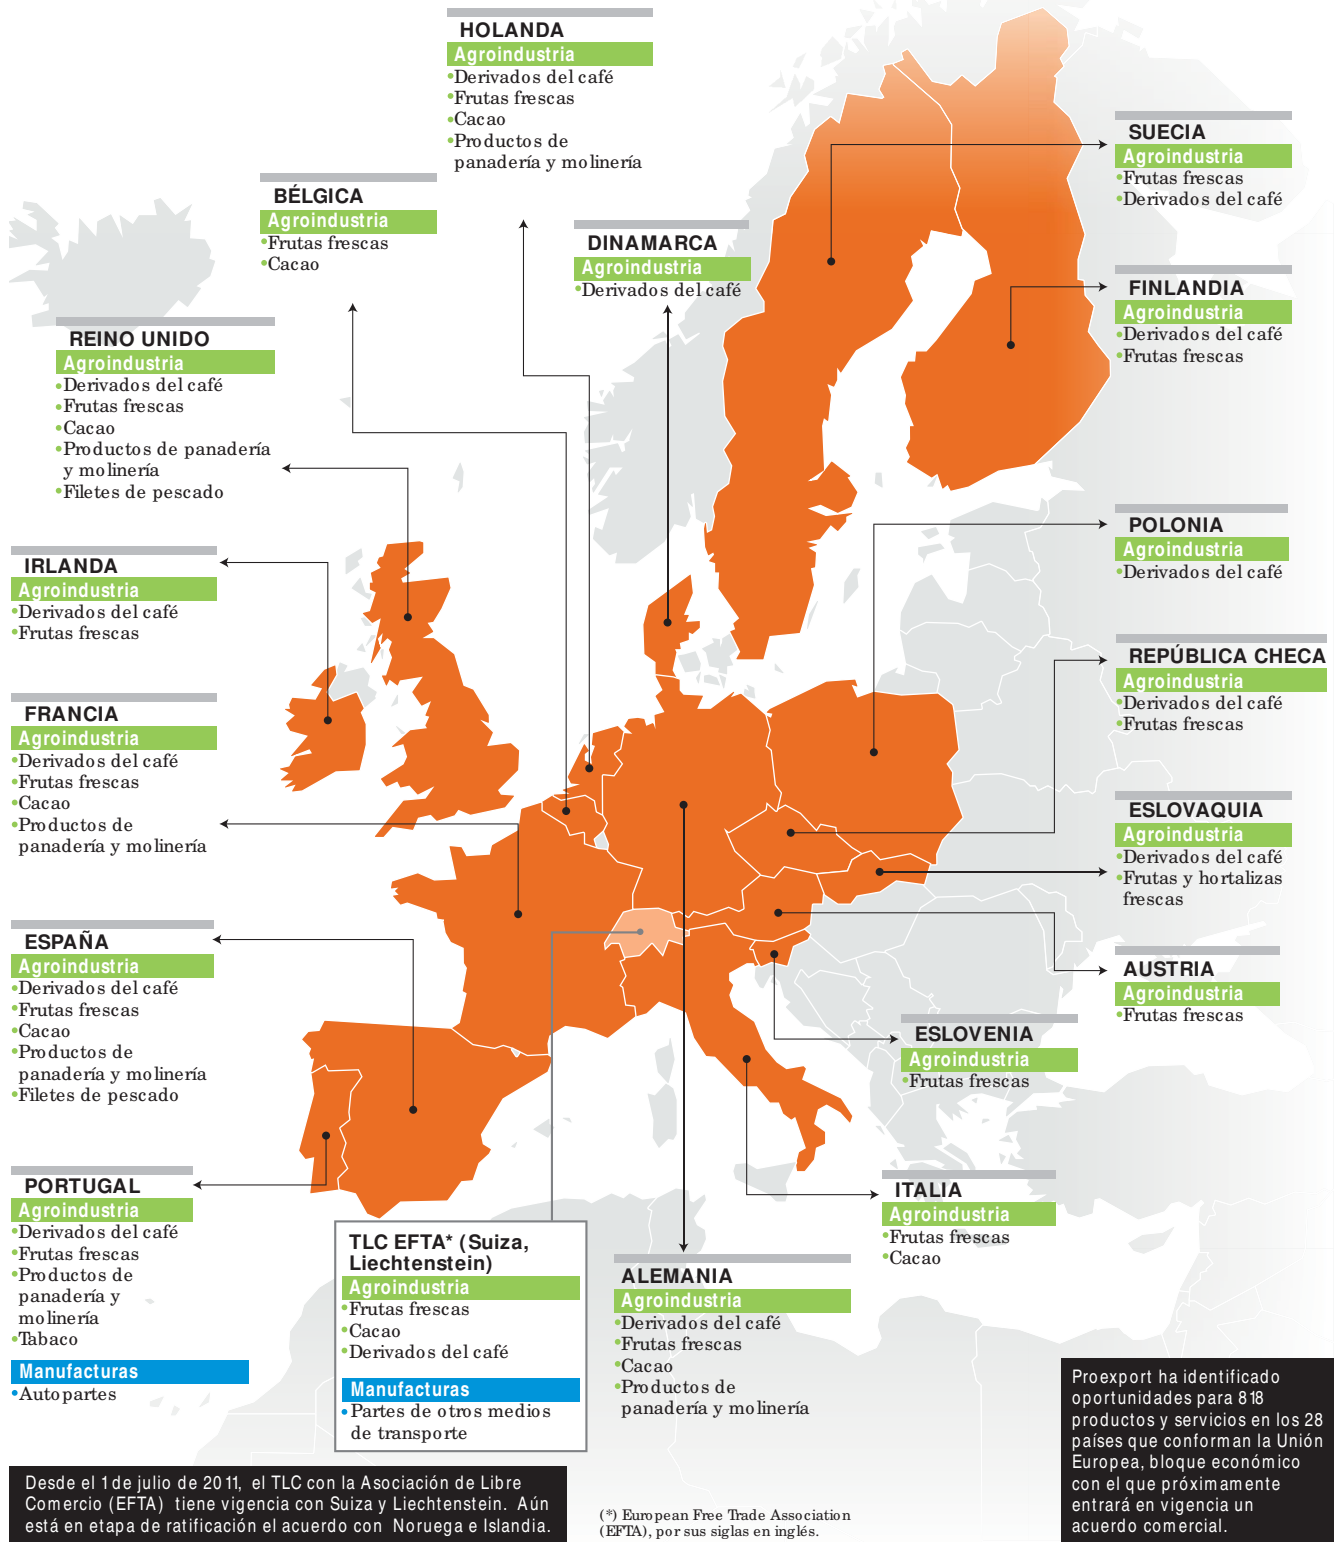 HOLANDA
Agroindustria
•Derivados del café
•Frutas frescas
•Cacao
•Productos de
panadería y molinería
BÉLGICA
Agroindustria
•Frutas frescas
•Cacao
DINAMARCA
Agroindustria
•Derivados del café
SUECIA
Agroindustria
•Frutas frescas
•Derivados del café
FINLANDIA
Agroindustria
•Derivados del café
•Frutas frescas
REINO UNIDO
Agroindustria
•Derivados del café
•Frutas frescas
•Cacao
•Productos de panadería
y molinería
•Filetes de pescado
IRLANDA
Agroindustria
•Derivados del café
•Frutas frescas
POLONIA
Agroindustria
•Derivados del café
REPÚBLICA CHECA
Agroindustria
•Derivados del café
•Frutas frescas
FRANCIA
Agroindustria
•Derivados del café
•Frutas frescas
•Cacao
•Productos de
panadería y molinería
ESLOVAQUIA
Agroindustria
•Derivados del café
•Frutas y hortalizas
frescas
ESPAÑA
Agroindustria
•Derivados del café
•Frutas frescas
•Cacao
•Productos de
panadería y molinería
•Filetes de pescado
AUSTRIA
Agroindustria
•Frutas frescas
ESLOVENIA
Agroindustria
•Frutas frescas
PORTUGAL
Agroindustria
•Derivados del café
•Frutas frescas
•Productos de
panadería y
molinería
•Tabaco
Manufacturas
•Autopartes
TLC EFTA* (Suiza,
Liechtenstein)
Agroindustria
•Frutas frescas
•Cacao
•Derivados del café
Manufacturas
•Partes de otros medios
de transporte
ITALIA
Agroindustria
•Frutas frescas
•Cacao
ALEMANIA
Agroindustria
•Derivados del café
•Frutas frescas
•Cacao
•Productos de
panadería y molinería
Proexport ha identificado
oportunidades para 818
productos y servicios en los 28
países que conforman la Unión
Europea, bloque económico
con el que próximamente
entrará en vigencia un
acuerdo comercial.
Desde el 1 de julio de 2011, el TLC con la Asociación de Libre
Comercio (EFTA) tiene vigencia con Suiza y Liechtenstein. Aún
está en etapa de ratificación el acuerdo con Noruega e Islandia.
(*) European Free Trade Association
(EFTA), por sus siglas en inglés.